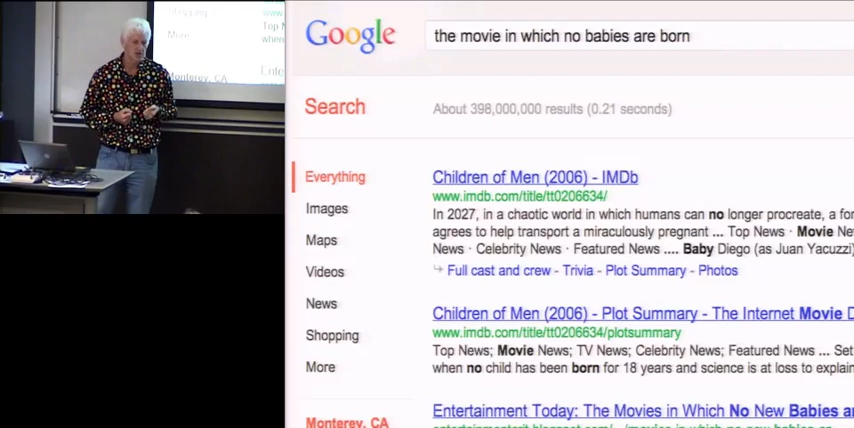 Top N
when
More
Monterey, CA
Google
the movie in which no babies are born
Search
About 398,000,000 results (0.21 seconds)
Everything
Images
Maps
Videos
News
Shopping
More
Monterey, CA
Children of Men (2006) - IMDb
www.imdb.com/title/tt0206634/
In 2027, in a chaotic world in which humans can no longer procreate, a for
agrees to help transport a miraculously pregnant ... Top News · Movie Ne
News · Celebrity News · Featured News .... Baby Diego (as Juan Yacuzzi)
Full cast and crew - Trivia - Plot Summary - Photos
Children of Men (2006) - Plot Summary - The Internet Movie D
www.imdb.com/title/tt0206634/plotsummary
Top News; Movie News; TV News; Celebrity News; Featured News ... Set
when no child has been born for 18 years and science is at loss to explain
Entertainment Today: The Movies in Which No New Babies ar